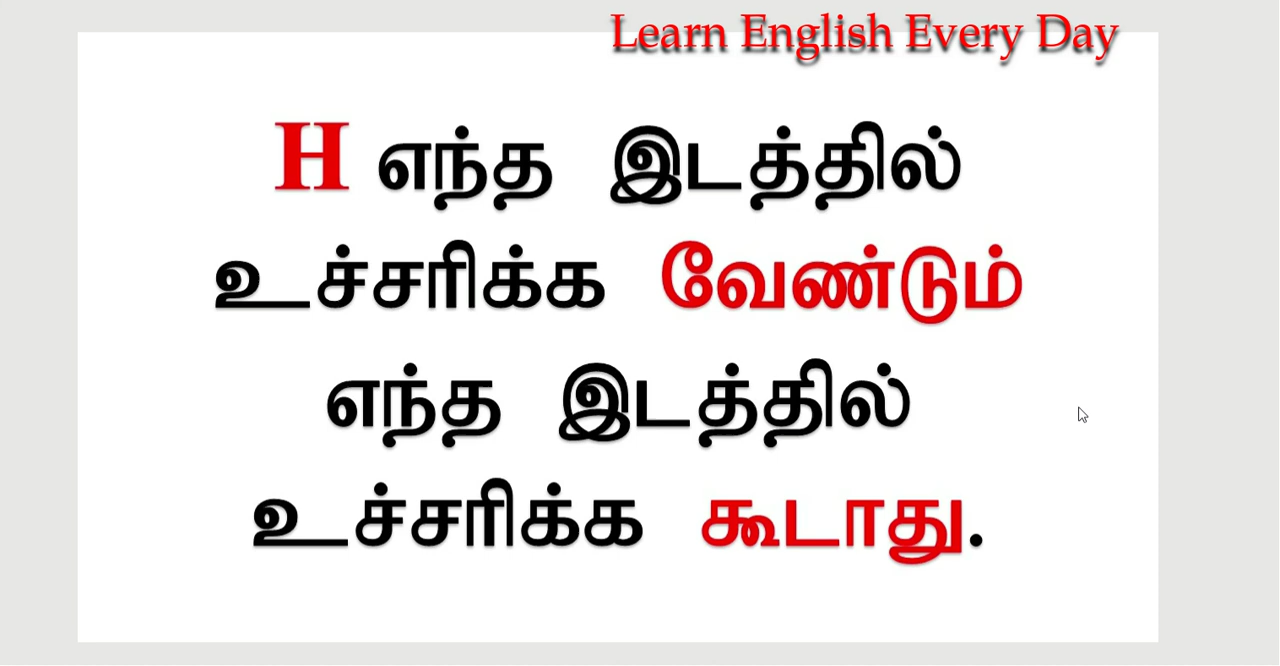 Learn English Every Day
H எந்த இடத்தில்
உச்சரிக்க வேண்டும்
எந்த இடத்தில்
உச்சரிக்க கூடாது.